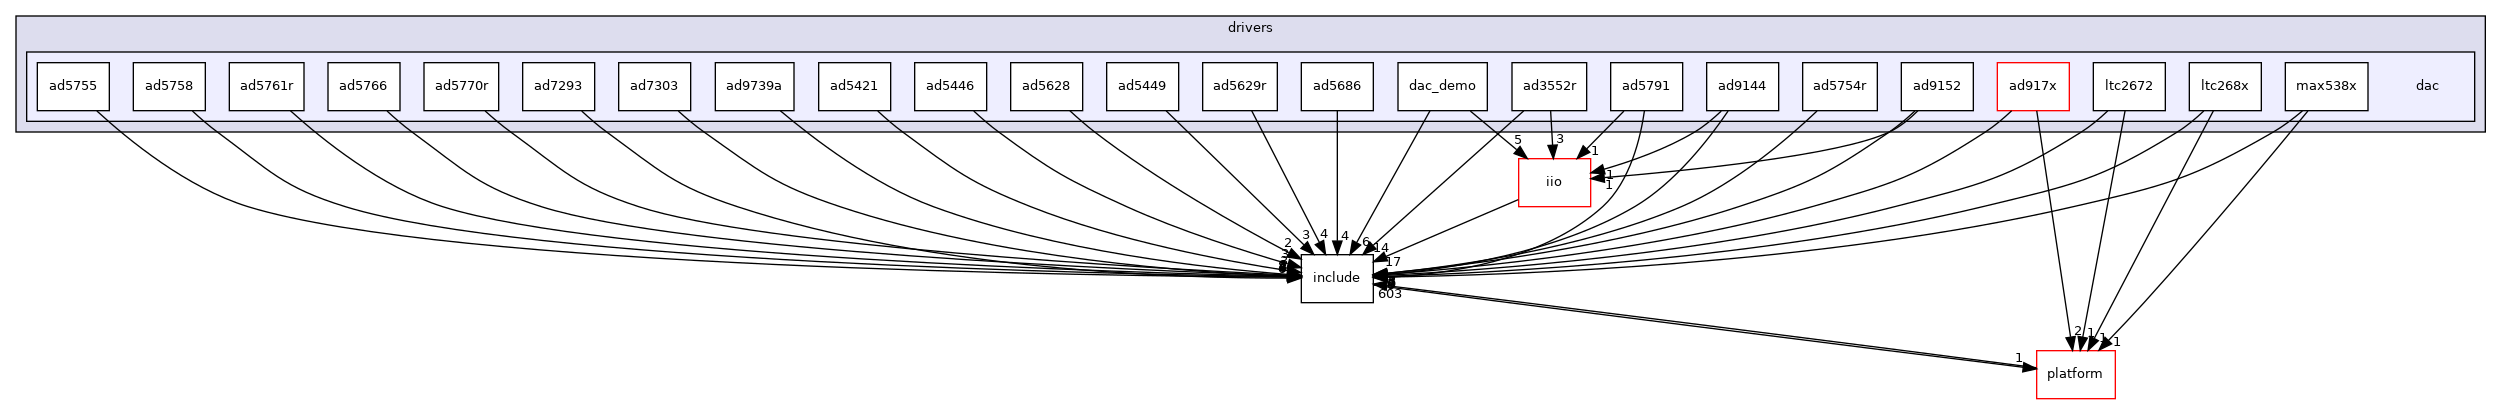 drivers
ad5755 ad5758 ad5761r ad5766 ad5770r ad7293 ad7303 ad9739a ad5421 ad5446 ad5628 ad5449 ad5629r ad5686 dac_demo ad3552r ad5791 ad9144 ad5754r ad9152 ad917x ltc2672 ltc268x max538x dac
5 3 1
iio 1
1
2 3 4 4 6 14
17
include
603
2 1 1 1
1
platform